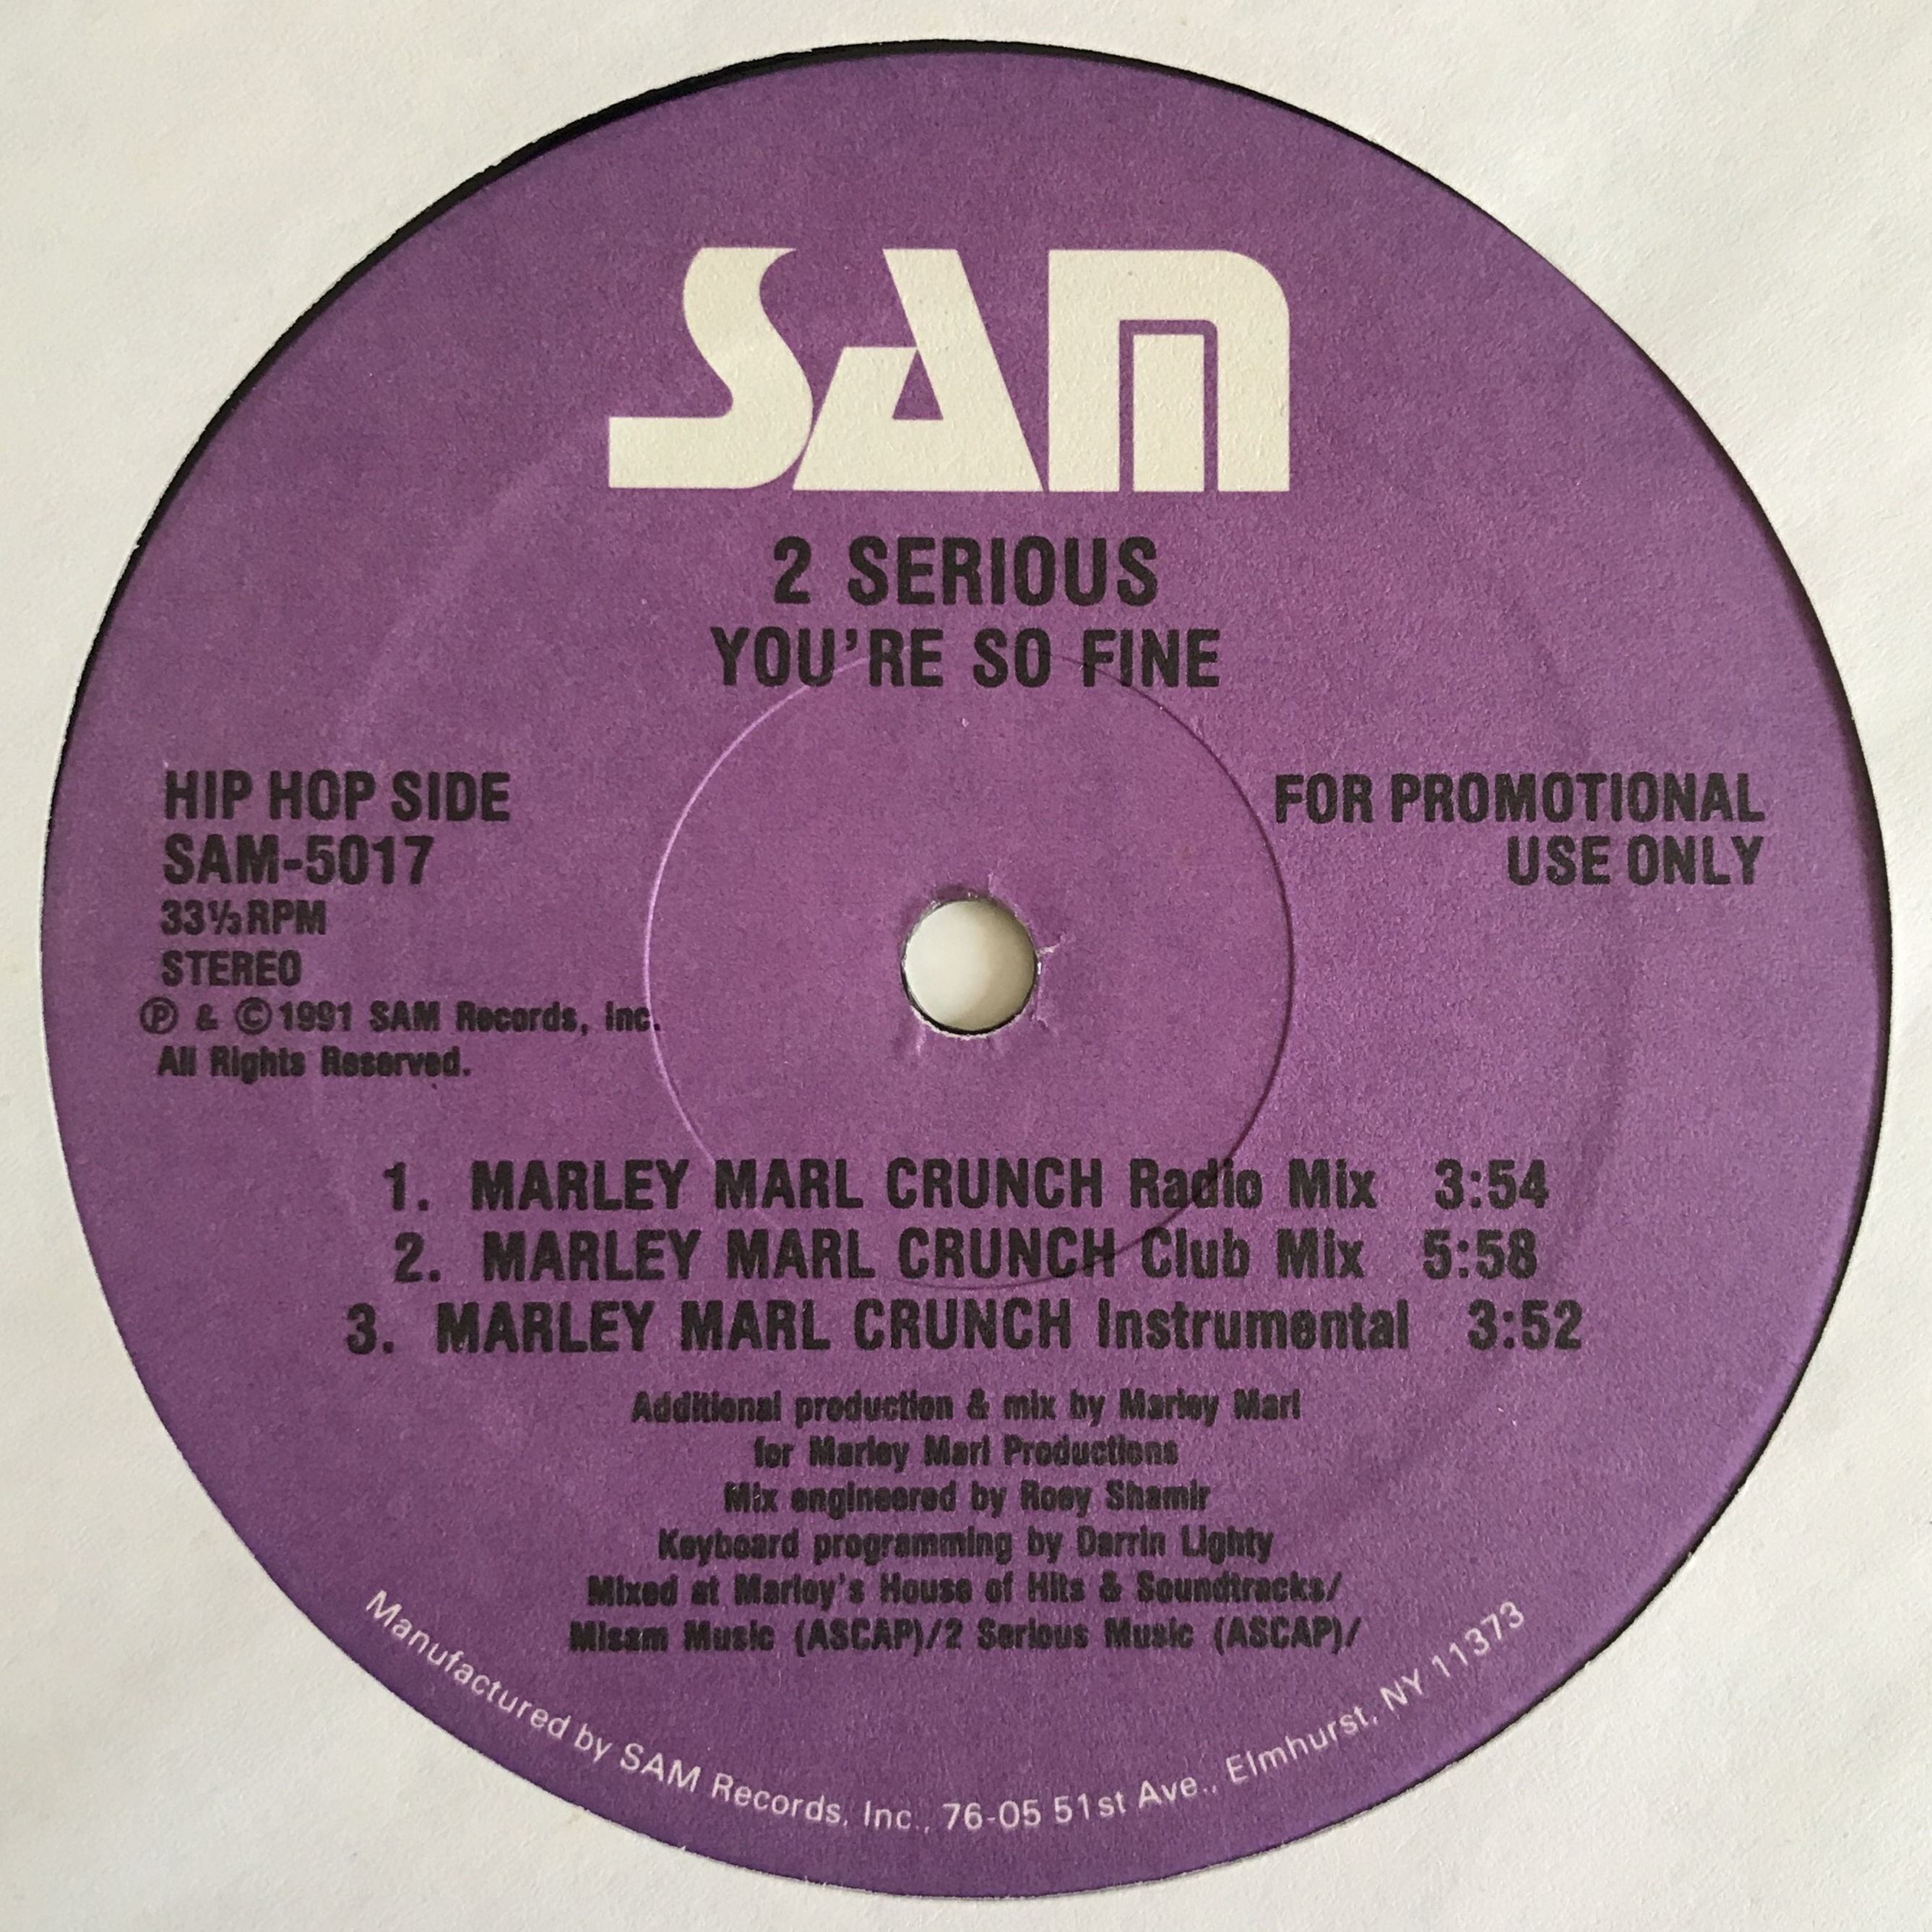 SAM
2 SERIOUS
YOU'RE SO FINE
HIP HOP SIDE
SAM-5017
33⅓ RPM
STEREO
Ⓟ & ©1991 SAM Records, Inc.
All Rights Reserved.
FOR PROMOTIONAL
USE ONLY
1. MARLEY MARL CRUNCH Radio Mix 3:54
2. MARLEY MARL CRUNCH Club Mix 5:58
3. MARLEY MARL CRUNCH Instrumental 3:52
Additional production & mix by Marley Marl
for Marley Marl Productions
Mix engineered by Roey Shamir
Keyboard programming by Darrin Lighty
Mixed at Marley's House of Hits & Soundtracks/
Misam Music (ASCAP)/2 Serious Music (ASCAP)/
Manufactured by SAM Records, Inc., 76-05 51st Ave., Elmhurst, NY 11373